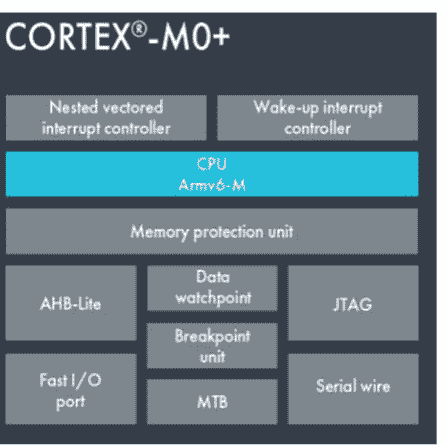 CORTEX®-M0+
Nested vectored
interrupt controller
Wake-up interrupt
controller
CPU
Armv6-M
Memory protection unit
AHB-Lite
Data
watchpoint
JTAG
Breakpoint
unit
Fast I/O
port
MTB
Serial wire